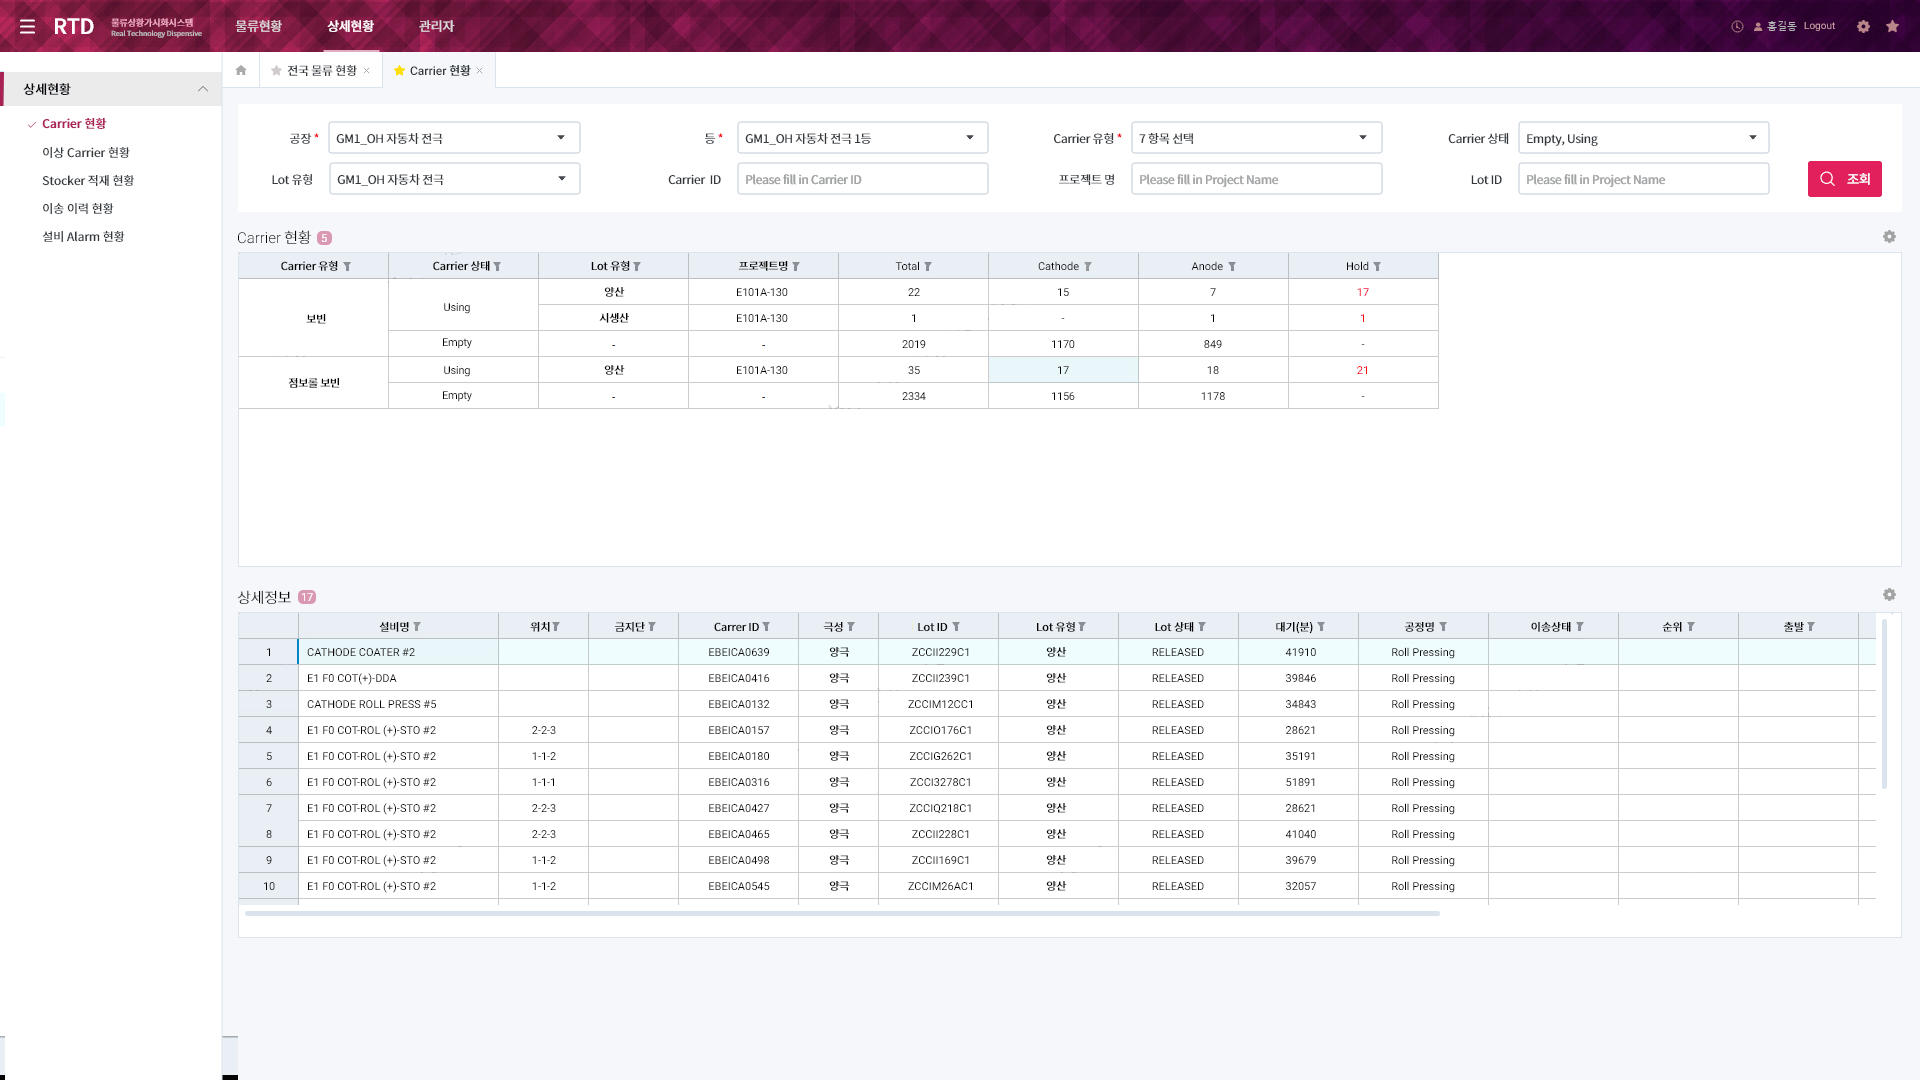 RTD 물류상황가시화시스템 물류현황 상세현황 관리자 홍길동 Logout
Real Technology Dispensive
전국 물류 현황 Carrier 현황
상세현황
Carrier 현황
이상 Carrier 현황
Stocker 적재 현황
이송 이력 현황
설비 Alarm 현황
공장 * GM1_OH 자동차 전극 등 * GM1_OH 자동차 전극 1등 Carrier 유형 * 7 항목 선택 Carrier 상태 Empty, Using
Lot 유형 GM1_OH 자동차 전극 Carrier ID Please fill in Carrier ID 프로젝트 명 Please fill in Project Name Lot ID Please fill in Project Name 조회
Carrier 현황 5
Carrier 유형 Carrier 상태 Lot 유형 프로젝트명 Total Cathode Anode Hold
보빈 Using 양산 E101A-130 22 15 7 17
시생산 E101A-130 1 - 1 1
Empty - - 2019 1170 849 -
점보롤 보빈 Using 양산 E101A-130 35 17 18 21
Empty - - 2334 1156 1178 -
상세정보 17
설비명 위치 금지단 Carrer ID 극성 Lot ID Lot 유형 Lot 상태 대기(분) 공정명 이송상태 순위 출발
1 CATHODE COATER #2 EBEICA0639 양극 ZCCII229C1 양산 RELEASED 41910 Roll Pressing
2 E1 F0 COT(+)-DDA EBEICA0416 양극 ZCCII239C1 양산 RELEASED 39846 Roll Pressing
3 CATHODE ROLL PRESS #5 EBEICA0132 양극 ZCCIM12CC1 양산 RELEASED 34843 Roll Pressing
4 E1 F0 COT-ROL (+)-STO #2 2-2-3 EBEICA0157 양극 ZCCIO176C1 양산 RELEASED 28621 Roll Pressing
5 E1 F0 COT-ROL (+)-STO #2 1-1-2 EBEICA0180 양극 ZCCIG262C1 양산 RELEASED 35191 Roll Pressing
6 E1 F0 COT-ROL (+)-STO #2 1-1-1 EBEICA0316 양극 ZCCI3278C1 양산 RELEASED 51891 Roll Pressing
7 E1 F0 COT-ROL (+)-STO #2 2-2-3 EBEICA0427 양극 ZCCIQ218C1 양산 RELEASED 28621 Roll Pressing
8 E1 F0 COT-ROL (+)-STO #2 2-2-3 EBEICA0465 양극 ZCCII228C1 양산 RELEASED 41040 Roll Pressing
9 E1 F0 COT-ROL (+)-STO #2 1-1-2 EBEICA0498 양극 ZCCII169C1 양산 RELEASED 39679 Roll Pressing
10 E1 F0 COT-ROL (+)-STO #2 1-1-2 EBEICA0545 양극 ZCCIM26AC1 양산 RELEASED 32057 Roll Pressing